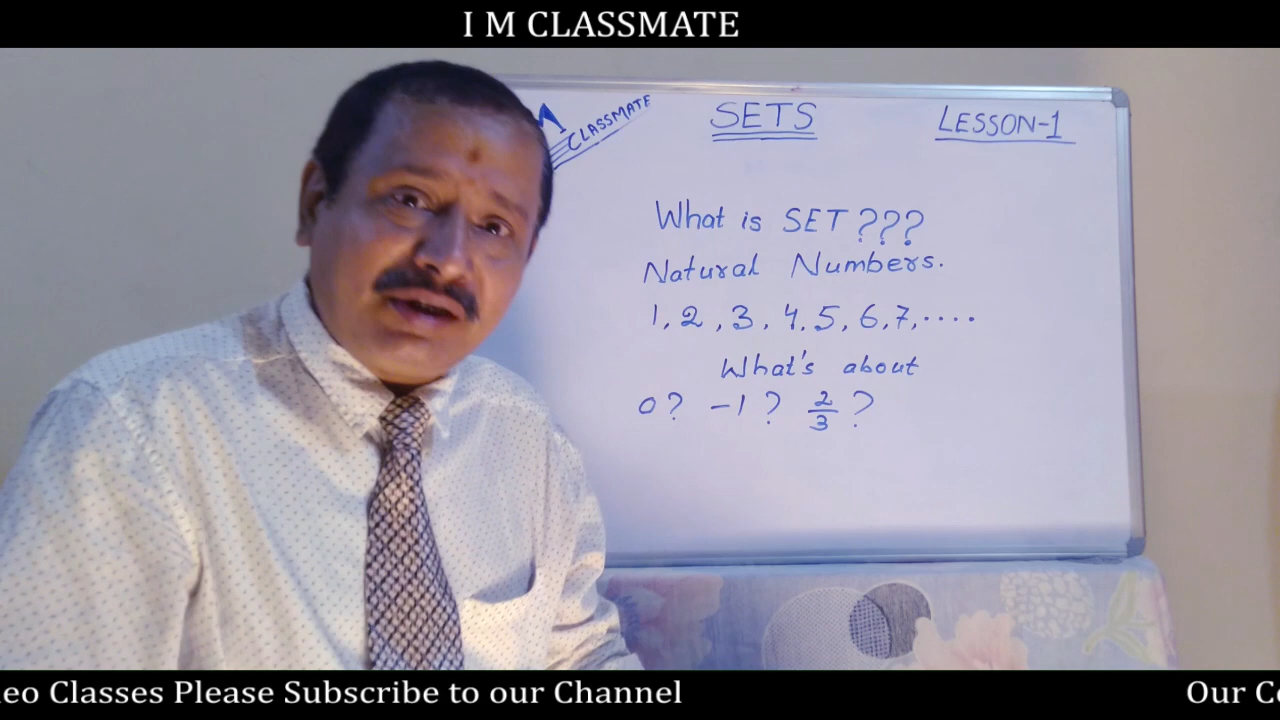 I M CLASSMATE
CLASSMATE
SETS
LESSON-1
What is SET???
Natural Numbers.
1, 2, 3, 4, 5, 6, 7, ....
What's about
0? -1? 2/3?
Classes Please Subscribe to our Channel
Our